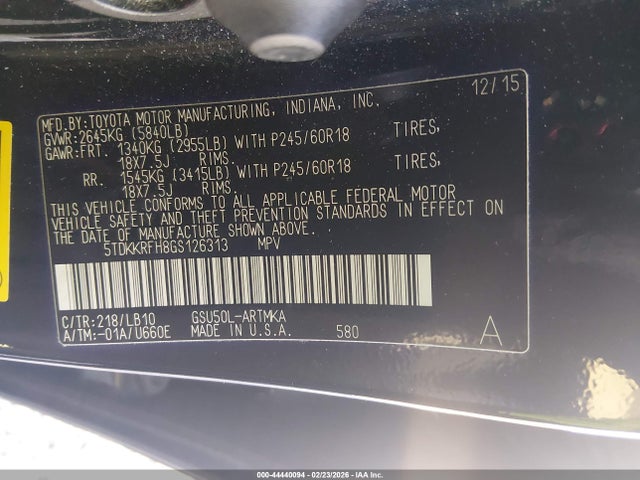 12/15
MFD.BY:TOYOTA MOTOR MANUFACTURING, INDIANA, INC.
GVWR:2645KG (5840LB)
GAWR:FRT. 1340KG (2955LB) WITH P245/60R18 TIRES,
18X7.5J RIMS.
RR. 1545KG (3415LB) WITH P245/60R18 TIRES,
18X7.5J RIMS.
THIS VEHICLE CONFORMS TO ALL APPLICABLE FEDERAL MOTOR
VEHICLE SAFETY AND THEFT PREVENTION STANDARDS IN EFFECT ON
THE DATE OF MANUFACTURE SHOWN ABOVE.
5TDKKRFH8GS126313 MPV
C/TR:218/LB10 GSU50L-ARTMKA
A/TM:-01A/U660E MADE IN U.S.A. 580 A
000-44440094 - 02/23/2026 - IAAI.com